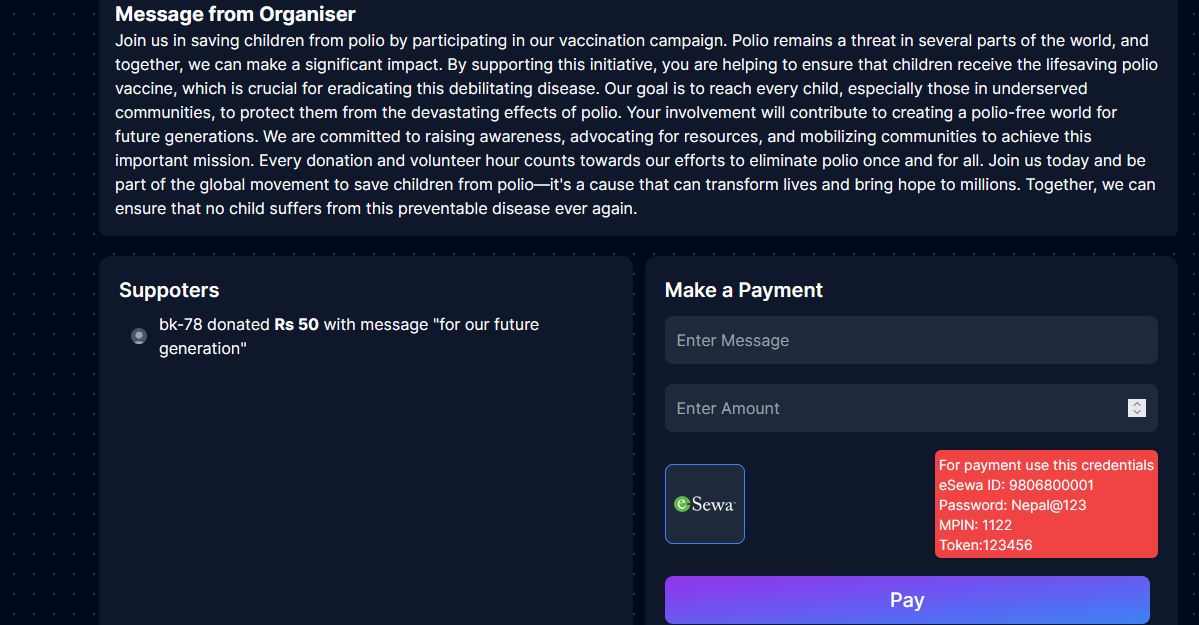 Message from Organiser
Join us in saving children from polio by participating in our vaccination campaign. Polio remains a threat in several parts of the world, and
together, we can make a significant impact. By supporting this initiative, you are helping to ensure that children receive the lifesaving polio
vaccine, which is crucial for eradicating this debilitating disease. Our goal is to reach every child, especially those in underserved
communities, to protect them from the devastating effects of polio. Your involvement will contribute to creating a polio-free world for
future generations. We are committed to raising awareness, advocating for resources, and mobilizing communities to achieve this
important mission. Every donation and volunteer hour counts towards our efforts to eliminate polio once and for all. Join us today and be
part of the global movement to save children from polio—it's a cause that can transform lives and bring hope to millions. Together, we can
ensure that no child suffers from this preventable disease ever again.
Suppoters
bk-78 donated Rs 50 with message "for our future
generation"
Make a Payment
Enter Message
Enter Amount
eSewa
For payment use this credentials
eSewa ID: 9806800001
Password: Nepal@123
MPIN: 1122
Token:123456
Pay